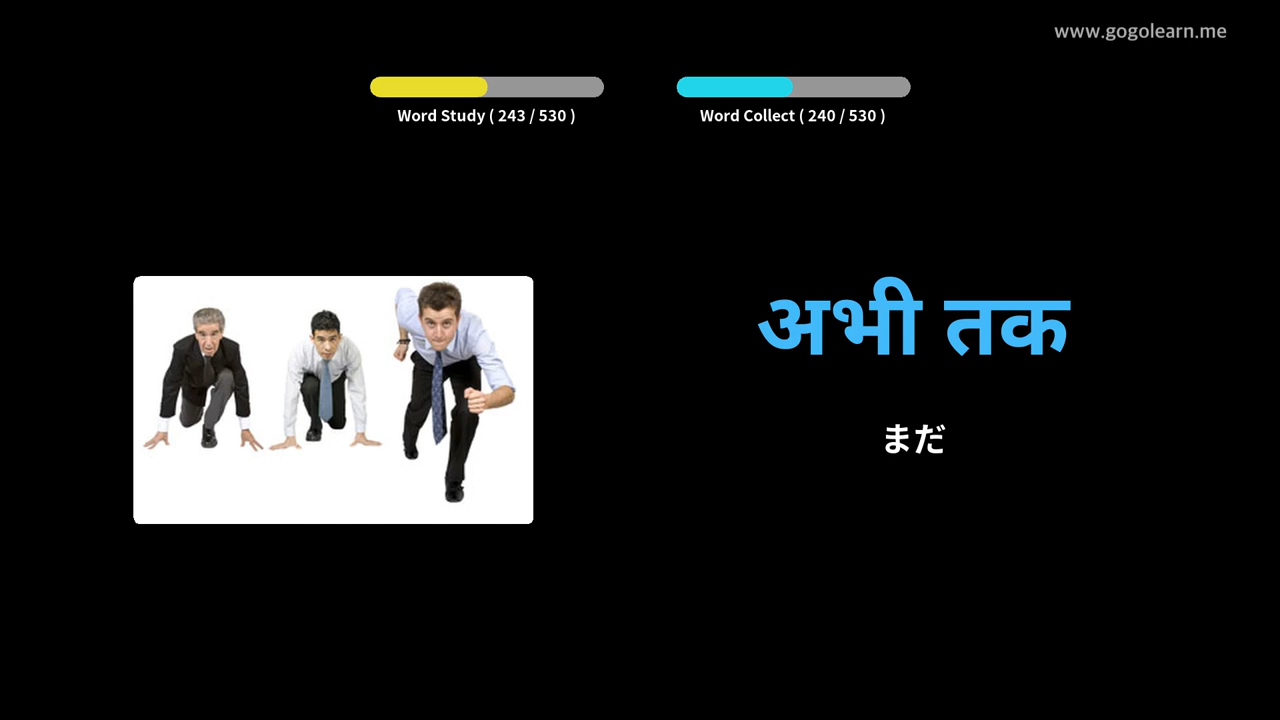 www.gogolearn.me
Word Study ( 243 / 530 )
Word Collect ( 240 / 530 )
अभी तक
まだ